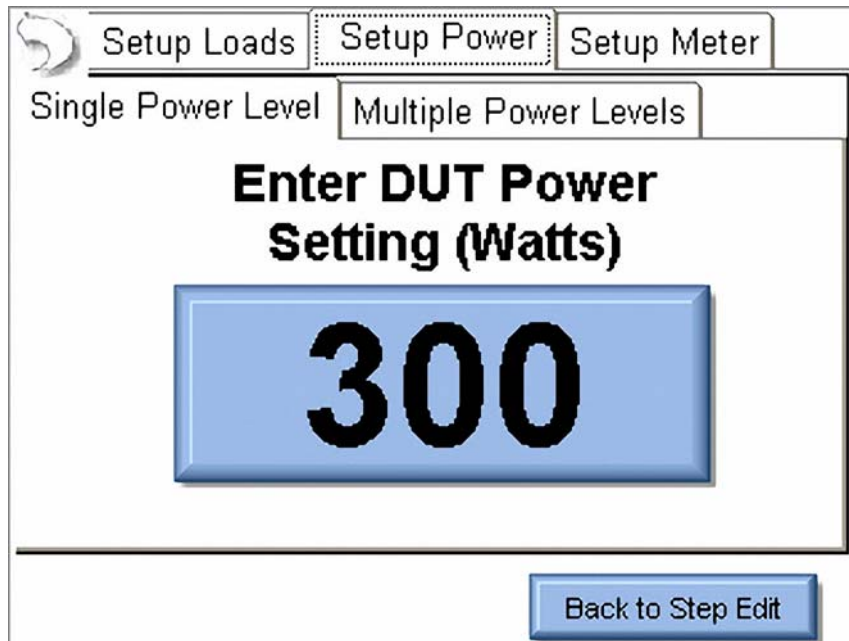 Setup Loads Setup Power Setup Meter
Single Power Level Multiple Power Levels
Enter DUT Power
Setting (Watts)
300
Back to Step Edit